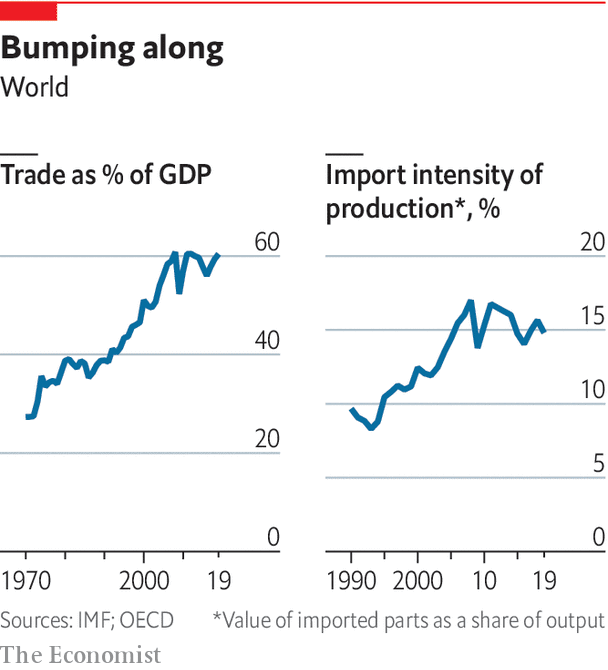 Bumping along
World
Trade as % of GDP
60
40
20
0
1970
2000
19
Import intensity of
production*, %
20
15
10
5
0
1990
2000
10
19
Sources: IMF; OECD
*Value of imported parts as a share of output
The Economist